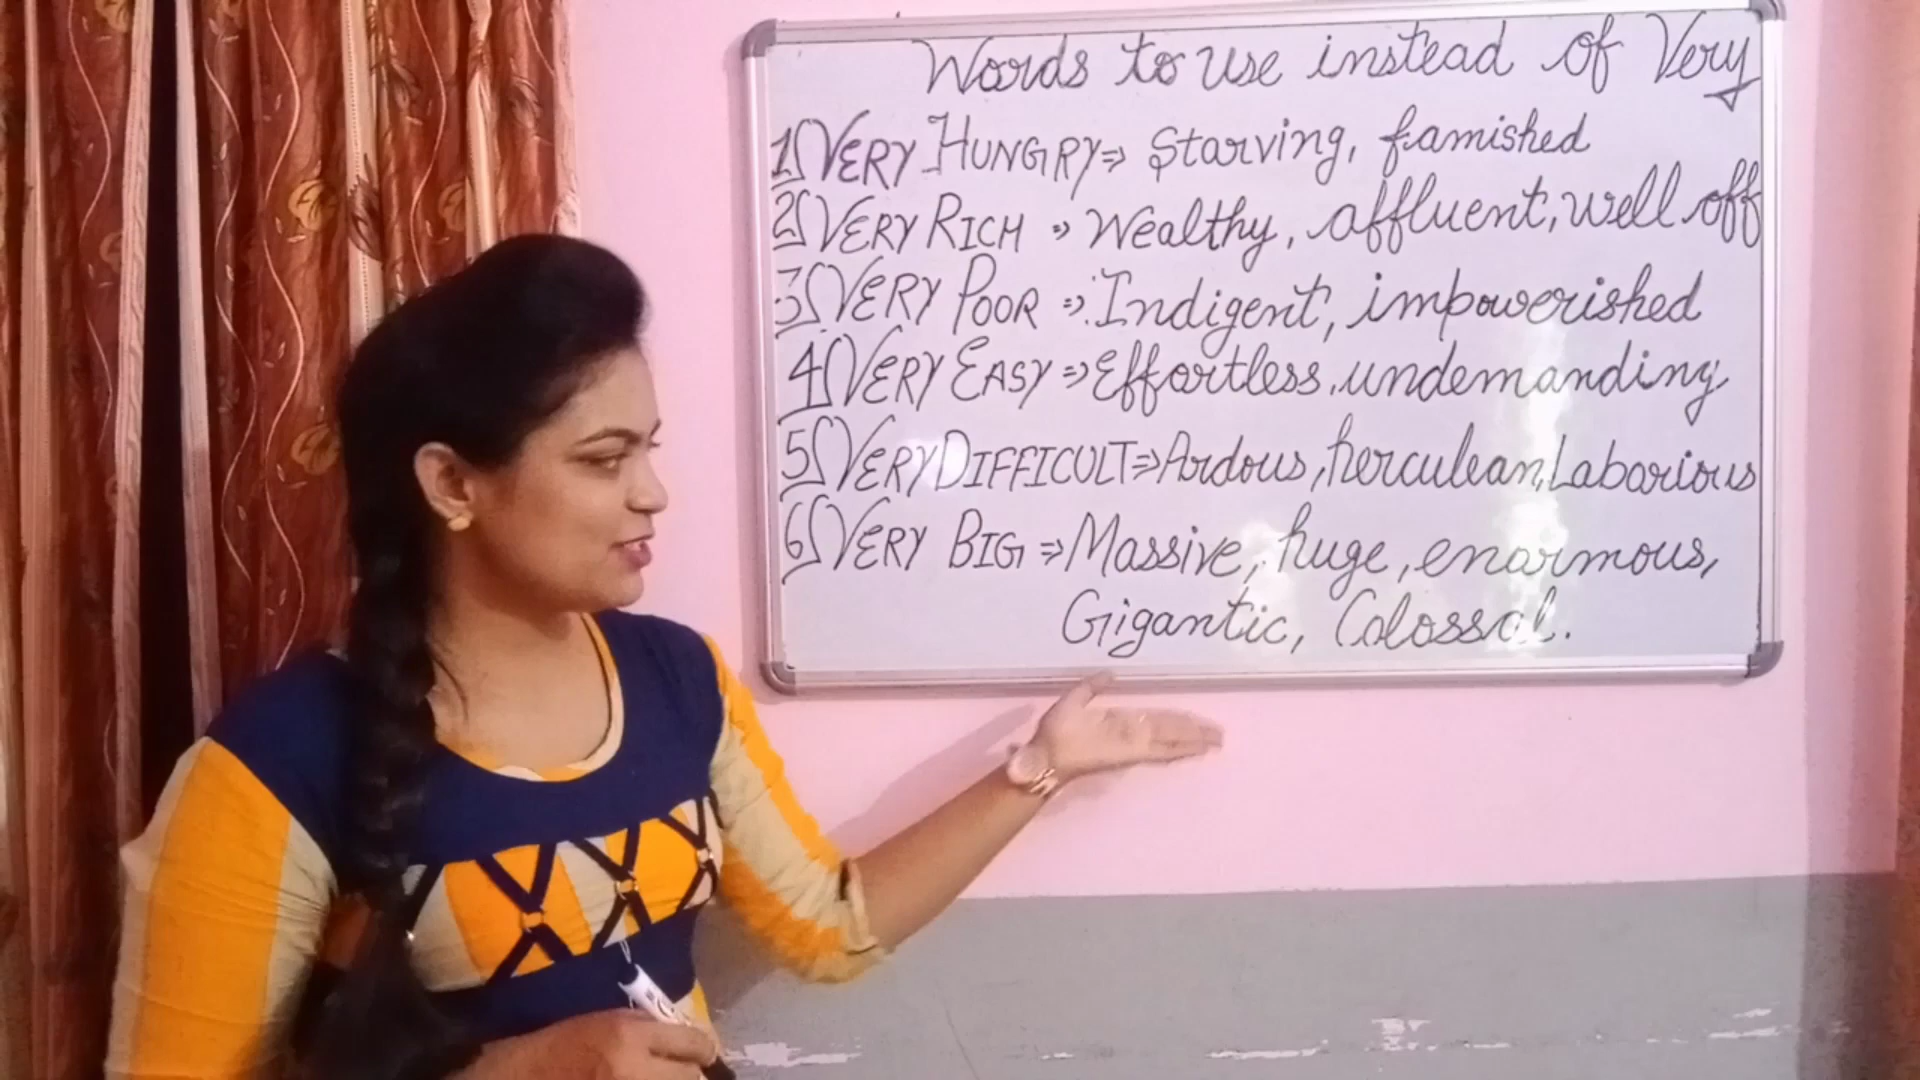 Words to use instead of Very
1) VERY HUNGRY => Starving, famished
2) VERY RICH => Wealthy, affluent, well off
3) VERY POOR => Indigent, impowerished
4) VERY EASY => Effortless, undemanding
5) VERY DIFFICULT => Ardous, herculean, Laborious
6) VERY BIG => Massive, huge, enormous,
Gigantic, Colossal.